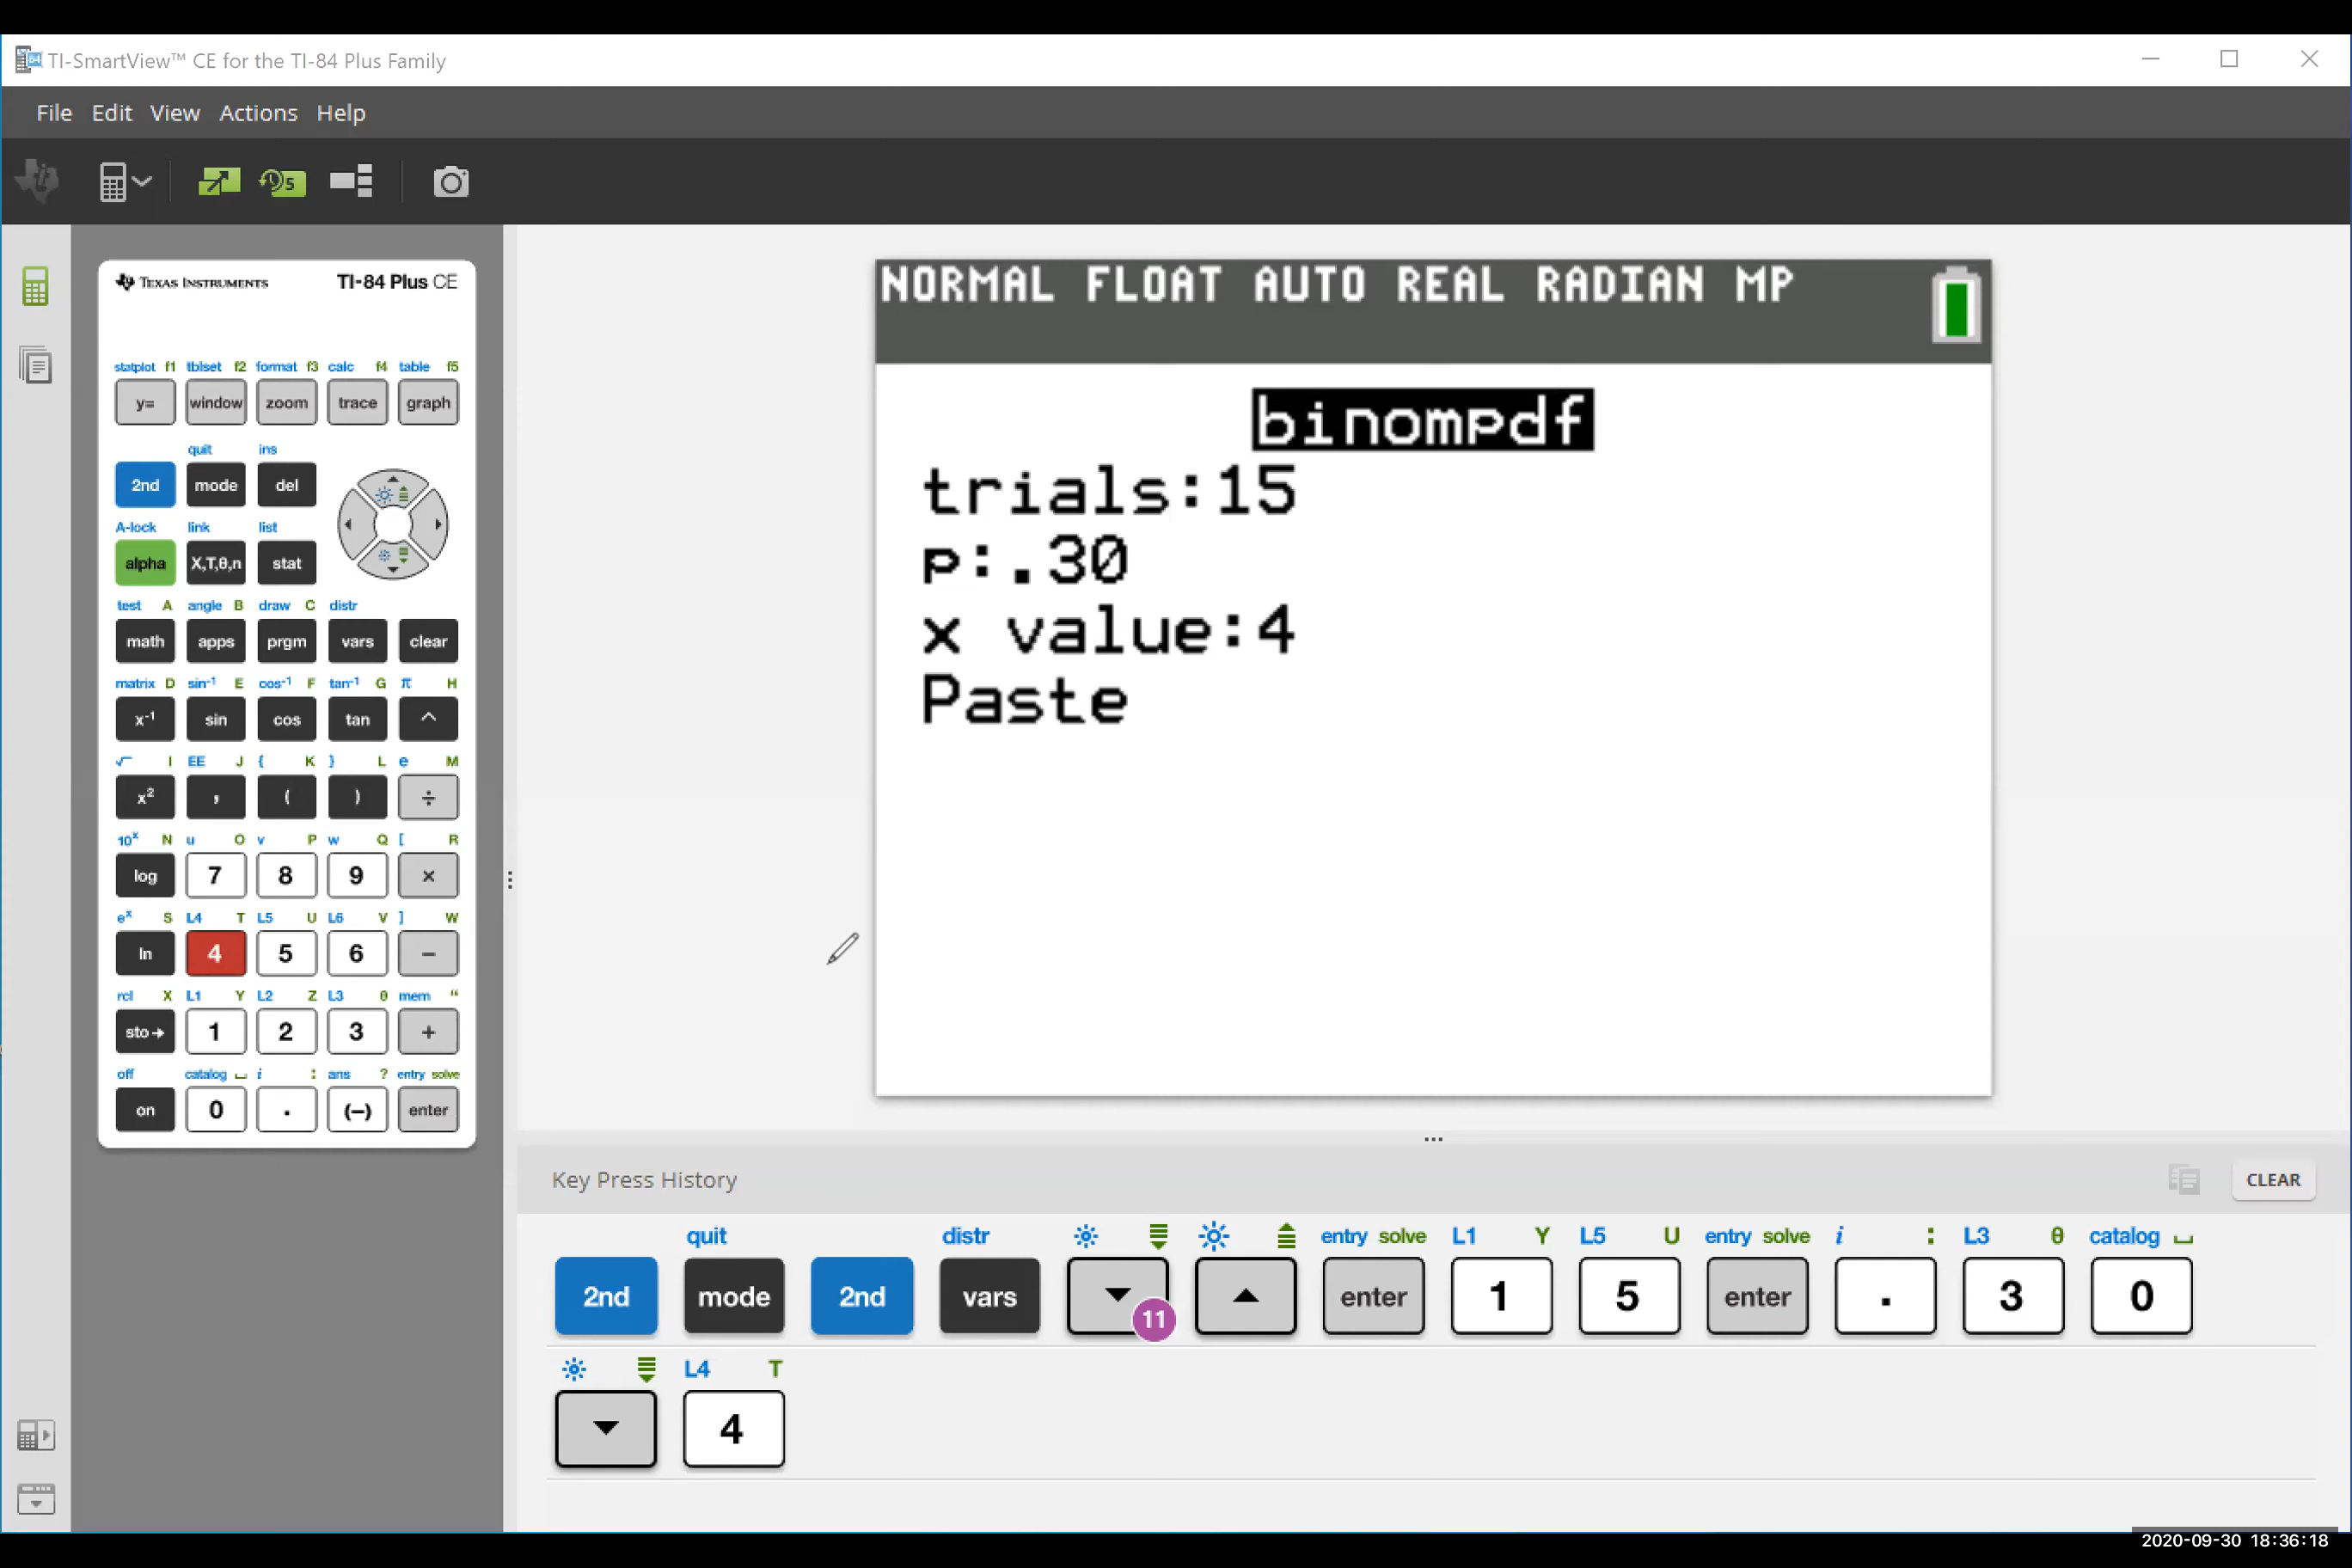 TI-SmartView™ CE for the TI-84 Plus Family
File Edit View Actions Help
5
TEXAS INSTRUMENTS TI-84 Plus CE
statplot f1 tblset f2 format f3 calc f4 table f5
y= window zoom trace graph
quit ins
2nd mode del
A-lock link list
alpha X,T,θ,n stat
test A angle B draw C distr
math apps prgm vars clear
matrix D sin⁻¹ E cos⁻¹ F tan⁻¹ G π H
x⁻¹ sin cos tan ^
√ I EE J { K } L e M
x² , ( ) ÷
10ˣ N u O v P w Q [ R
log 7 8 9 ×
eˣ S L4 T L5 U L6 V ] W
ln 4 5 6 −
rcl X L1 Y L2 Z L3 θ mem “
sto→ 1 2 3 +
off catalog ⎵ i : ans ? entry solve
on 0 . (−) enter
NORMAL FLOAT AUTO REAL RADIAN MP
binompdf
trials:15
p:.30
x value:4
Paste
Key Press History CLEAR
quit distr entry solve L1 Y L5 U entry solve i : L3 θ catalog ⎵
2nd mode 2nd vars 11 enter 1 5 enter . 3 0
L4 T
4
2020-09-30 18:36:18